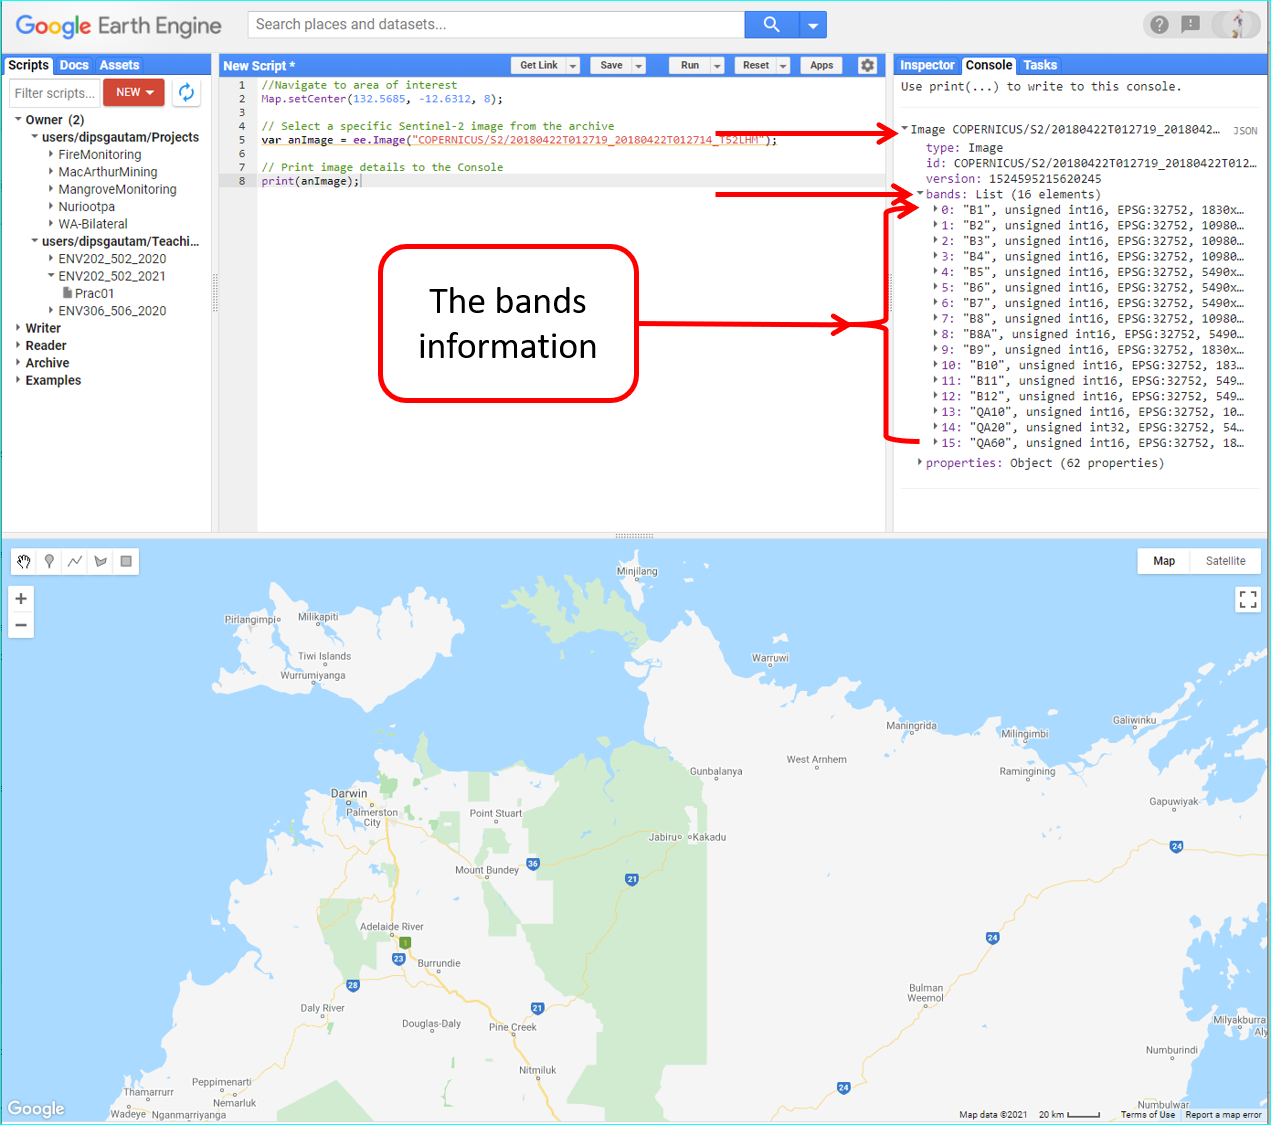 Google Earth Engine
Search places and datasets...
Scripts Docs Assets
Filter scripts...
NEW
Owner (2)
users/dipsgautam/Projects
FireMonitoring
MacArthurMining
MangroveMonitoring
Nuriootpa
WA-Bilateral
users/dipsgautam/Teachi...
ENV202_502_2020
ENV202_502_2021
Prac01
ENV306_506_2020
Writer
Reader
Archive
Examples
New Script *
Get Link Save Run Reset Apps
1 //Navigate to area of interest
2 Map.setCenter(132.5685, -12.6312, 8);
3
4 // Select a specific Sentinel-2 image from the archive
5 var anImage = ee.Image("COPERNICUS/S2/20180422T012719_20180422T012714_T52LHM");
6
7 // Print image details to the Console
8 print(anImage);
The bands
information
Inspector Console Tasks
Use print(...) to write to this console.
Image COPERNICUS/S2/20180422T012719_2018042... JSON
type: Image
id: COPERNICUS/S2/20180422T012719_20180422T012...
version: 1524595215620245
bands: List (16 elements)
0: "B1", unsigned int16, EPSG:32752, 1830x...
1: "B2", unsigned int16, EPSG:32752, 10980...
2: "B3", unsigned int16, EPSG:32752, 10980...
3: "B4", unsigned int16, EPSG:32752, 10980...
4: "B5", unsigned int16, EPSG:32752, 5490x...
5: "B6", unsigned int16, EPSG:32752, 5490x...
6: "B7", unsigned int16, EPSG:32752, 5490x...
7: "B8", unsigned int16, EPSG:32752, 10980...
8: "B8A", unsigned int16, EPSG:32752, 5490...
9: "B9", unsigned int16, EPSG:32752, 1830x...
10: "B10", unsigned int16, EPSG:32752, 183...
11: "B11", unsigned int16, EPSG:32752, 549...
12: "B12", unsigned int16, EPSG:32752, 549...
13: "QA10", unsigned int16, EPSG:32752, 10...
14: "QA20", unsigned int32, EPSG:32752, 54...
15: "QA60", unsigned int16, EPSG:32752, 18...
properties: Object (62 properties)
Map Satellite
Minjilang
Pirlangimpi
Milikapiti
Tiwi Islands
Wurrumiyanga
Warruwi
Maningrida
Galiwinku
Milingimbi
West Arnhem
Gunbalanya
Ramingining
Darwin
Palmerston
City
Point Stuart
Gapuwiyak
Jabiru
Kakadu
24
Mount Bundey
36
21
Adelaide River
1
24
23
Burrundie
28
Bulman
Weemol
Daly River
21
Douglas-Daly
Pine Creek
Milyakburra
Aly
Numburindi
Nitmiluk
Peppimenarti
24
Thamarrurr
Nemarluk
Numbulwar
Wadeye
Nganmarriyanga
Google
Map data ©2021 20 km Terms of Use Report a map error